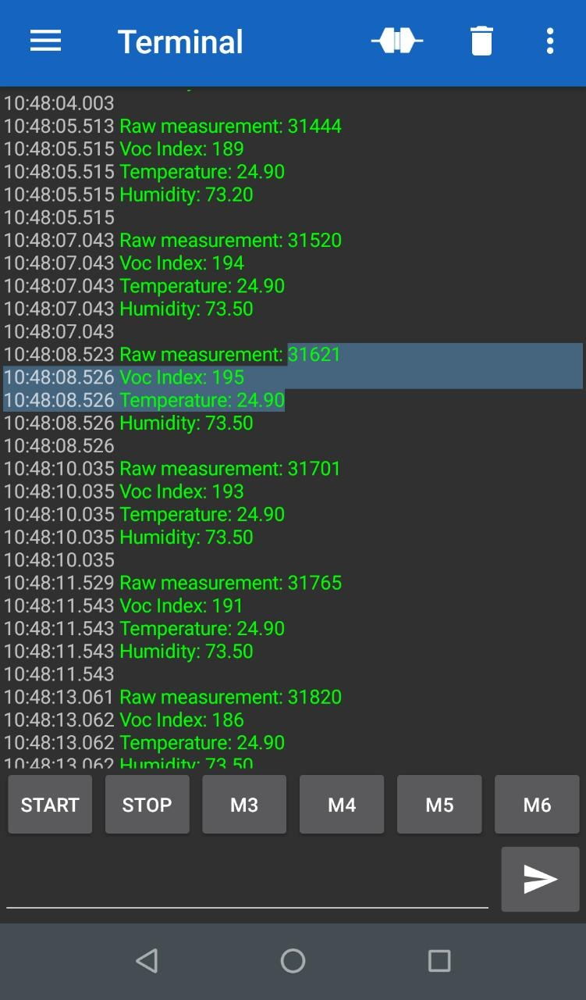 Terminal
10:48:04.003
10:48:05.513 Raw measurement: 31444
10:48:05.515 Voc Index: 189
10:48:05.515 Temperature: 24.90
10:48:05.515 Humidity: 73.20
10:48:05.515
10:48:07.043 Raw measurement: 31520
10:48:07.043 Voc Index: 194
10:48:07.043 Temperature: 24.90
10:48:07.043 Humidity: 73.50
10:48:07.043
10:48:08.523 Raw measurement: 31621
10:48:08.526 Voc Index: 195
10:48:08.526 Temperature: 24.90
10:48:08.526 Humidity: 73.50
10:48:08.526
10:48:10.035 Raw measurement: 31701
10:48:10.035 Voc Index: 193
10:48:10.035 Temperature: 24.90
10:48:10.035 Humidity: 73.50
10:48:10.035
10:48:11.529 Raw measurement: 31765
10:48:11.543 Voc Index: 191
10:48:11.543 Temperature: 24.90
10:48:11.543 Humidity: 73.50
10:48:11.543
10:48:13.061 Raw measurement: 31820
10:48:13.062 Voc Index: 186
10:48:13.062 Temperature: 24.90
10:48:13.062 Humidity: 73.50
START STOP M3 M4 M5 M6